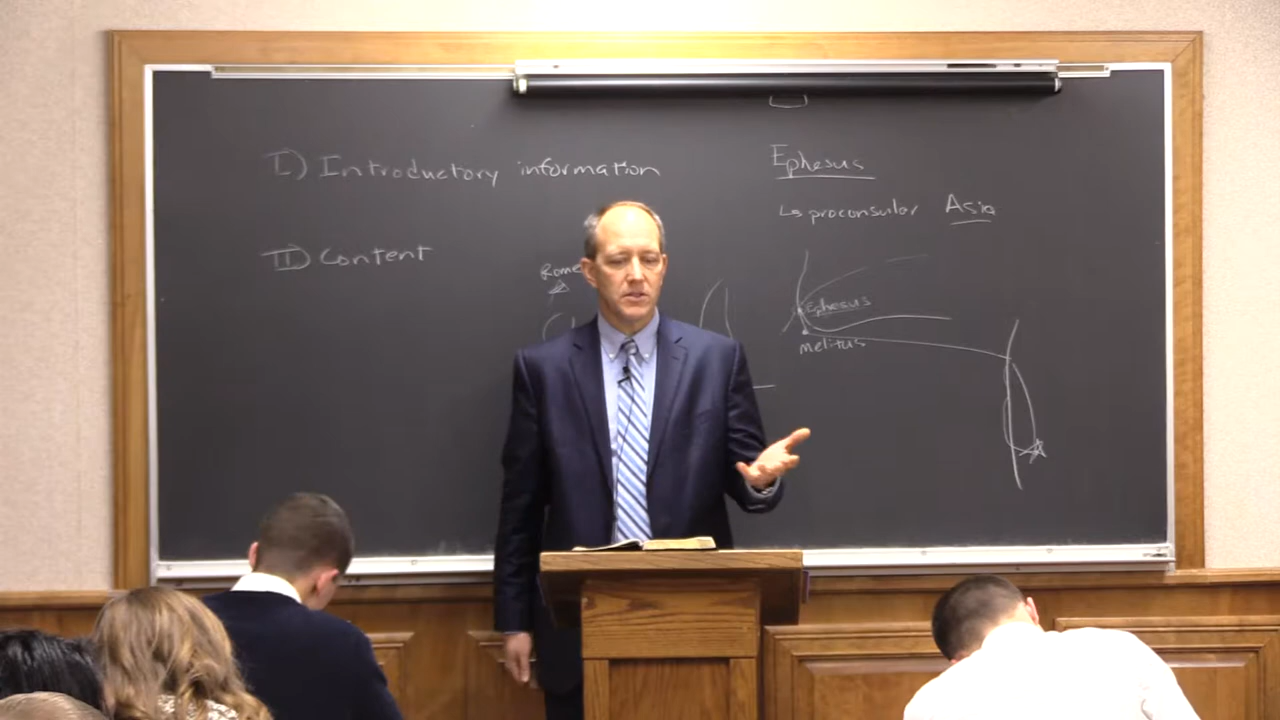 I) Introductory information
II) Content
Ephesus
↳ proconsular Asia
Rome
Ephesus
melitus